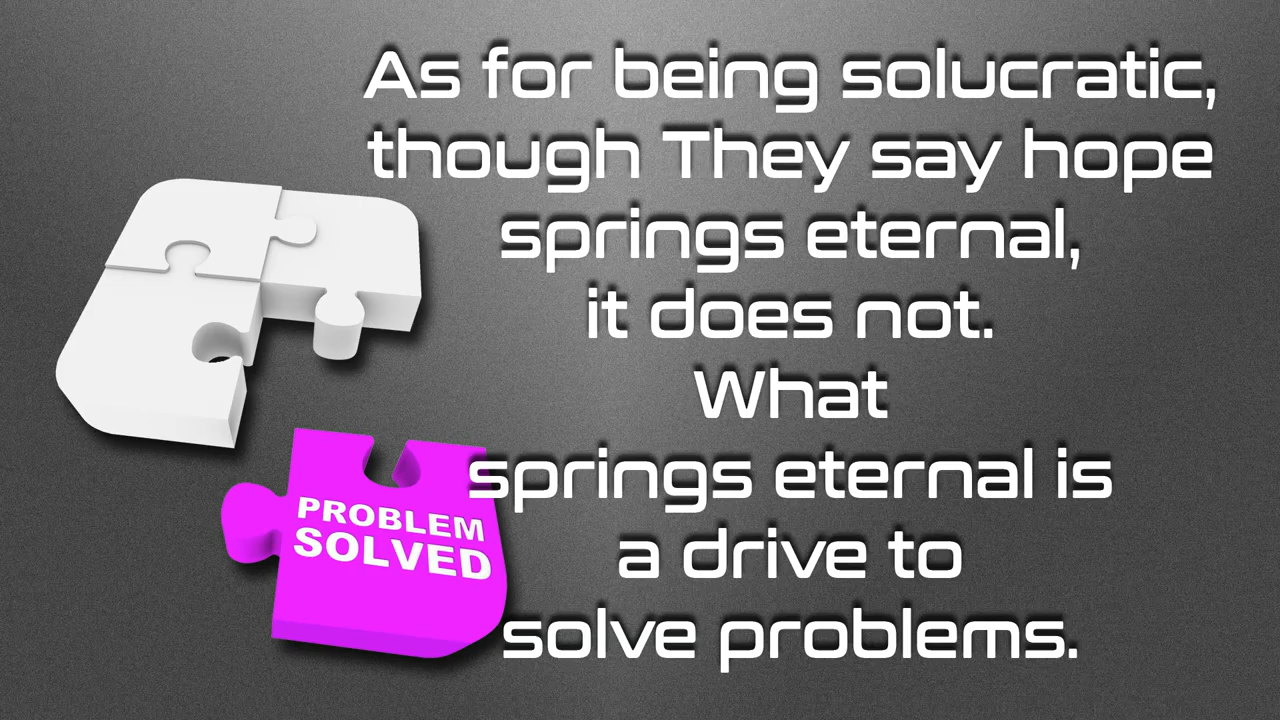 As for being solucratic,
though They say hope
springs eternal,
it does not.
What
springs eternal is
a drive to
solve problems.
PROBLEM
SOLVED